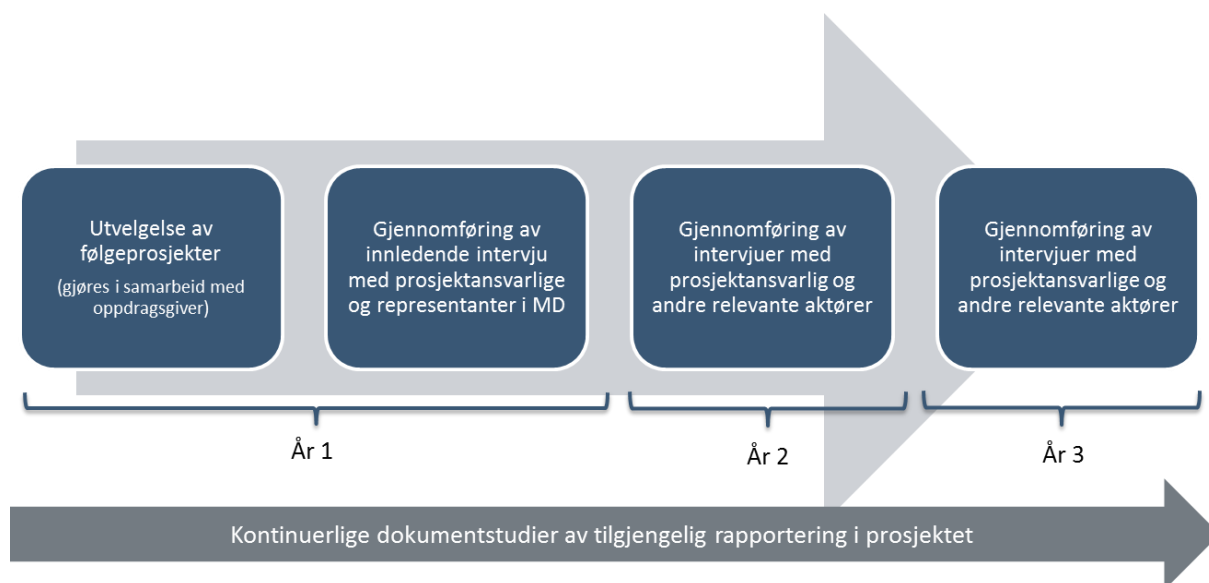 Utvelgelse av
følgeprosjekter
(gjøres i samarbeid med
oppdragsgiver)
Gjennomføring av
innledende intervju
med prosjektansvarlige
og representanter i MD
Gjennomføring av
intervjuer med
prosjektansvarlig og
andre relevante aktører
Gjennomføring av
intervjuer med
prosjektansvarlige og
andre relevante aktører
År 1
År 2
År 3
Kontinuerlige dokumentstudier av tilgjengelig rapportering i prosjektet